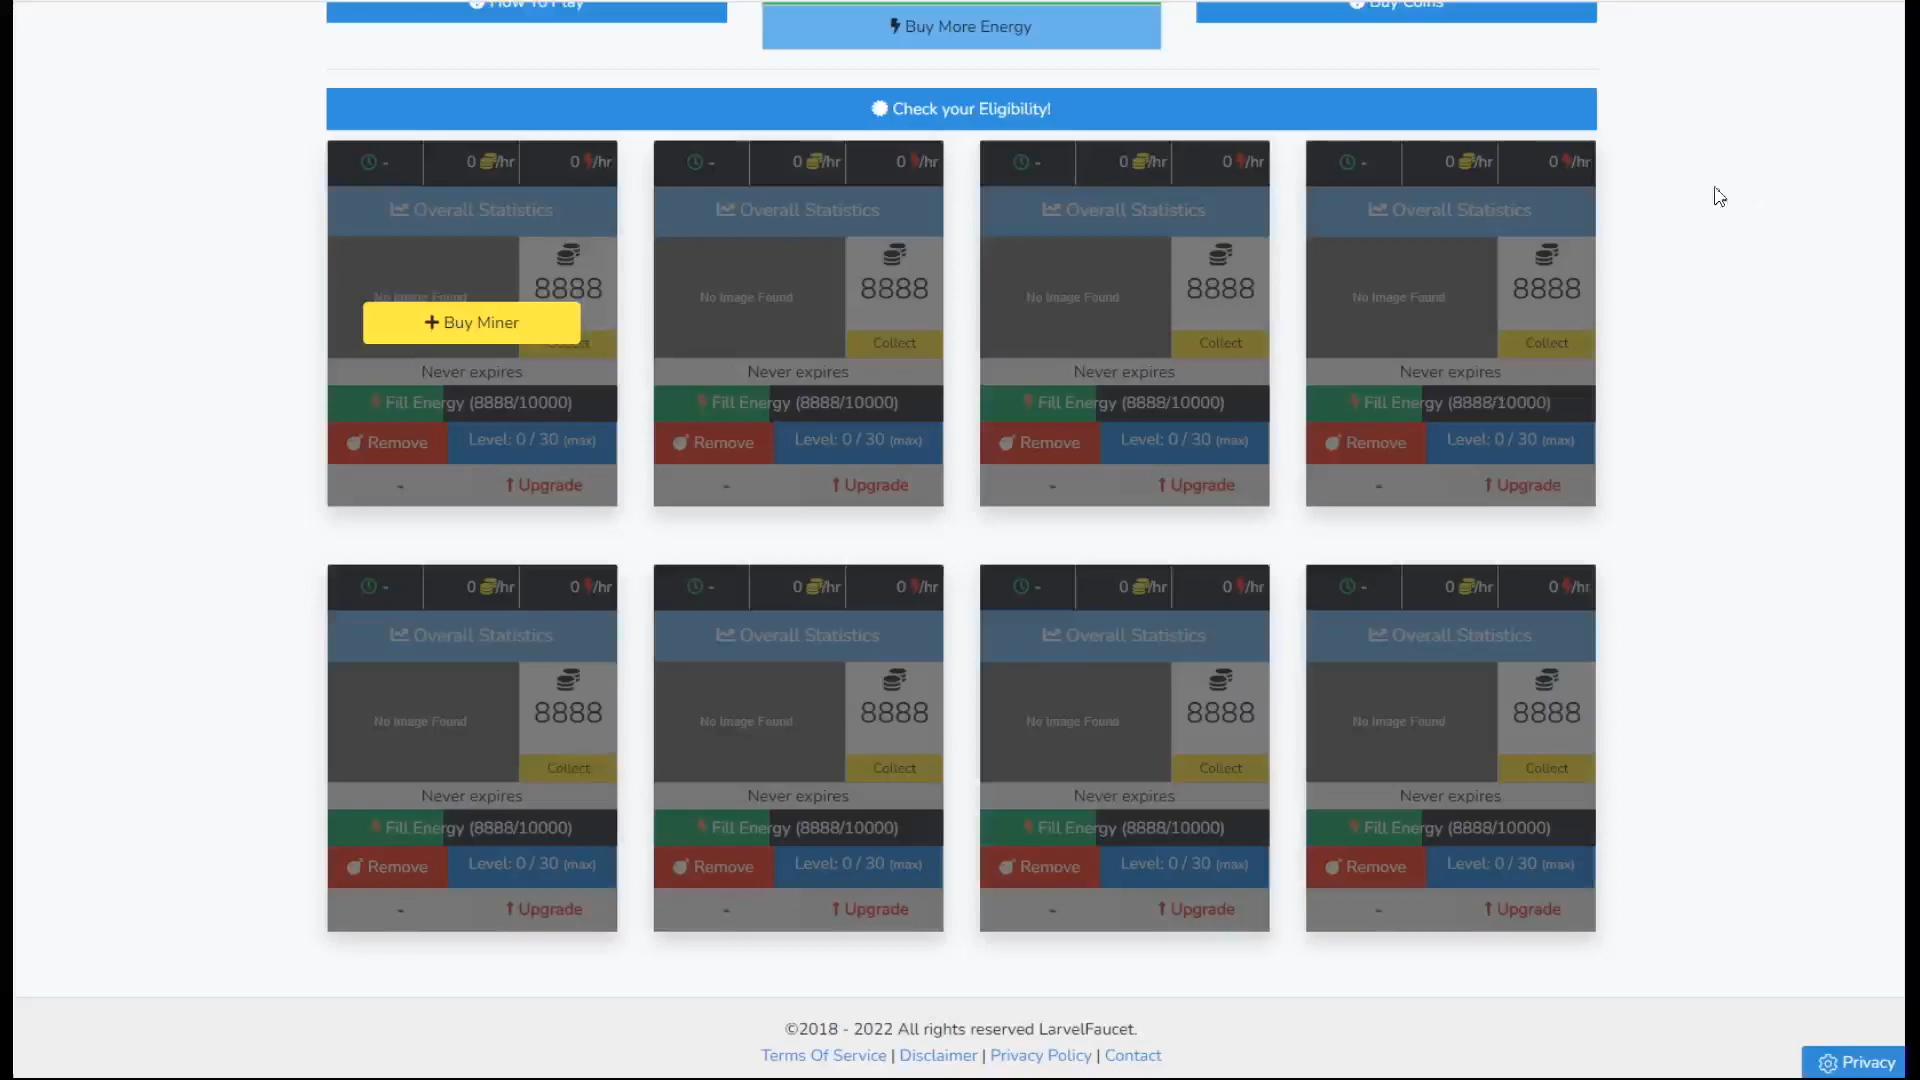 How To Play
Buy More Energy
Buy Coins
Check your Eligibility!
- 0 /hr 0 /hr
- 0 /hr 0 /hr
- 0 /hr 0 /hr
- 0 /hr 0 /hr
Overall Statistics
Overall Statistics
Overall Statistics
Overall Statistics
No Image Found 8888
No Image Found 8888
No Image Found 8888
No Image Found 8888
+ Buy Miner
Collect
Collect
Collect
Collect
Never expires
Never expires
Never expires
Never expires
Fill Energy (8888/10000)
Fill Energy (8888/10000)
Fill Energy (8888/10000)
Fill Energy (8888/10000)
Remove Level: 0 / 30 (max)
Remove Level: 0 / 30 (max)
Remove Level: 0 / 30 (max)
Remove Level: 0 / 30 (max)
- Upgrade
- Upgrade
- Upgrade
- Upgrade
- 0 /hr 0 /hr
- 0 /hr 0 /hr
- 0 /hr 0 /hr
- 0 /hr 0 /hr
Overall Statistics
Overall Statistics
Overall Statistics
Overall Statistics
No Image Found 8888
No Image Found 8888
No Image Found 8888
No Image Found 8888
Collect
Collect
Collect
Collect
Never expires
Never expires
Never expires
Never expires
Fill Energy (8888/10000)
Fill Energy (8888/10000)
Fill Energy (8888/10000)
Fill Energy (8888/10000)
Remove Level: 0 / 30 (max)
Remove Level: 0 / 30 (max)
Remove Level: 0 / 30 (max)
Remove Level: 0 / 30 (max)
- Upgrade
- Upgrade
- Upgrade
- Upgrade
©2018 - 2022 All rights reserved LarvelFaucet.
Terms Of Service | Disclaimer | Privacy Policy | Contact
Privacy